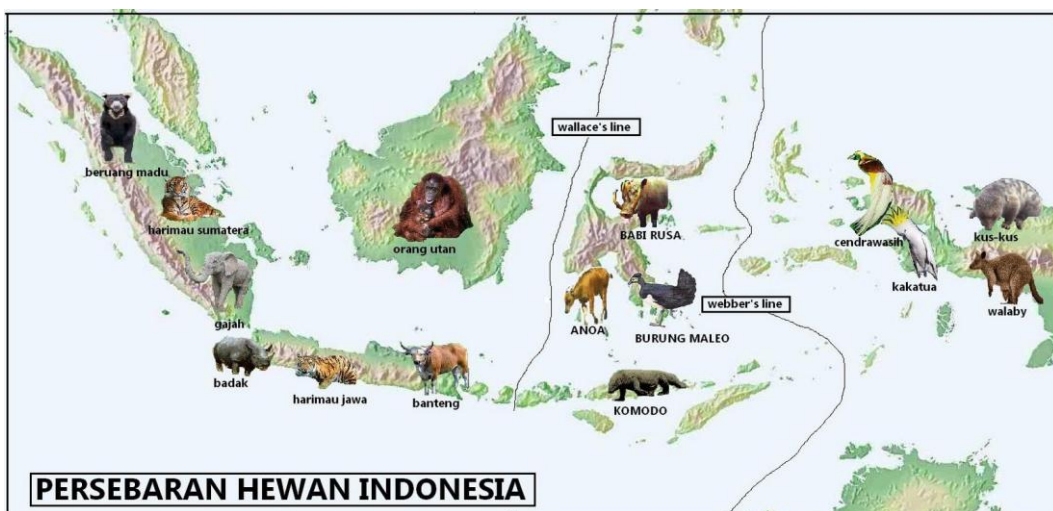 wallace's line
beruang madu
harimau sumatera
orang utan
BABI RUSA
cendrawasih
kus-kus
kakatua
gajah
ANOA
BURUNG MALEO
webber's line
walaby
badak
harimau jawa
banteng
KOMODO
PERSEBARAN HEWAN INDONESIA